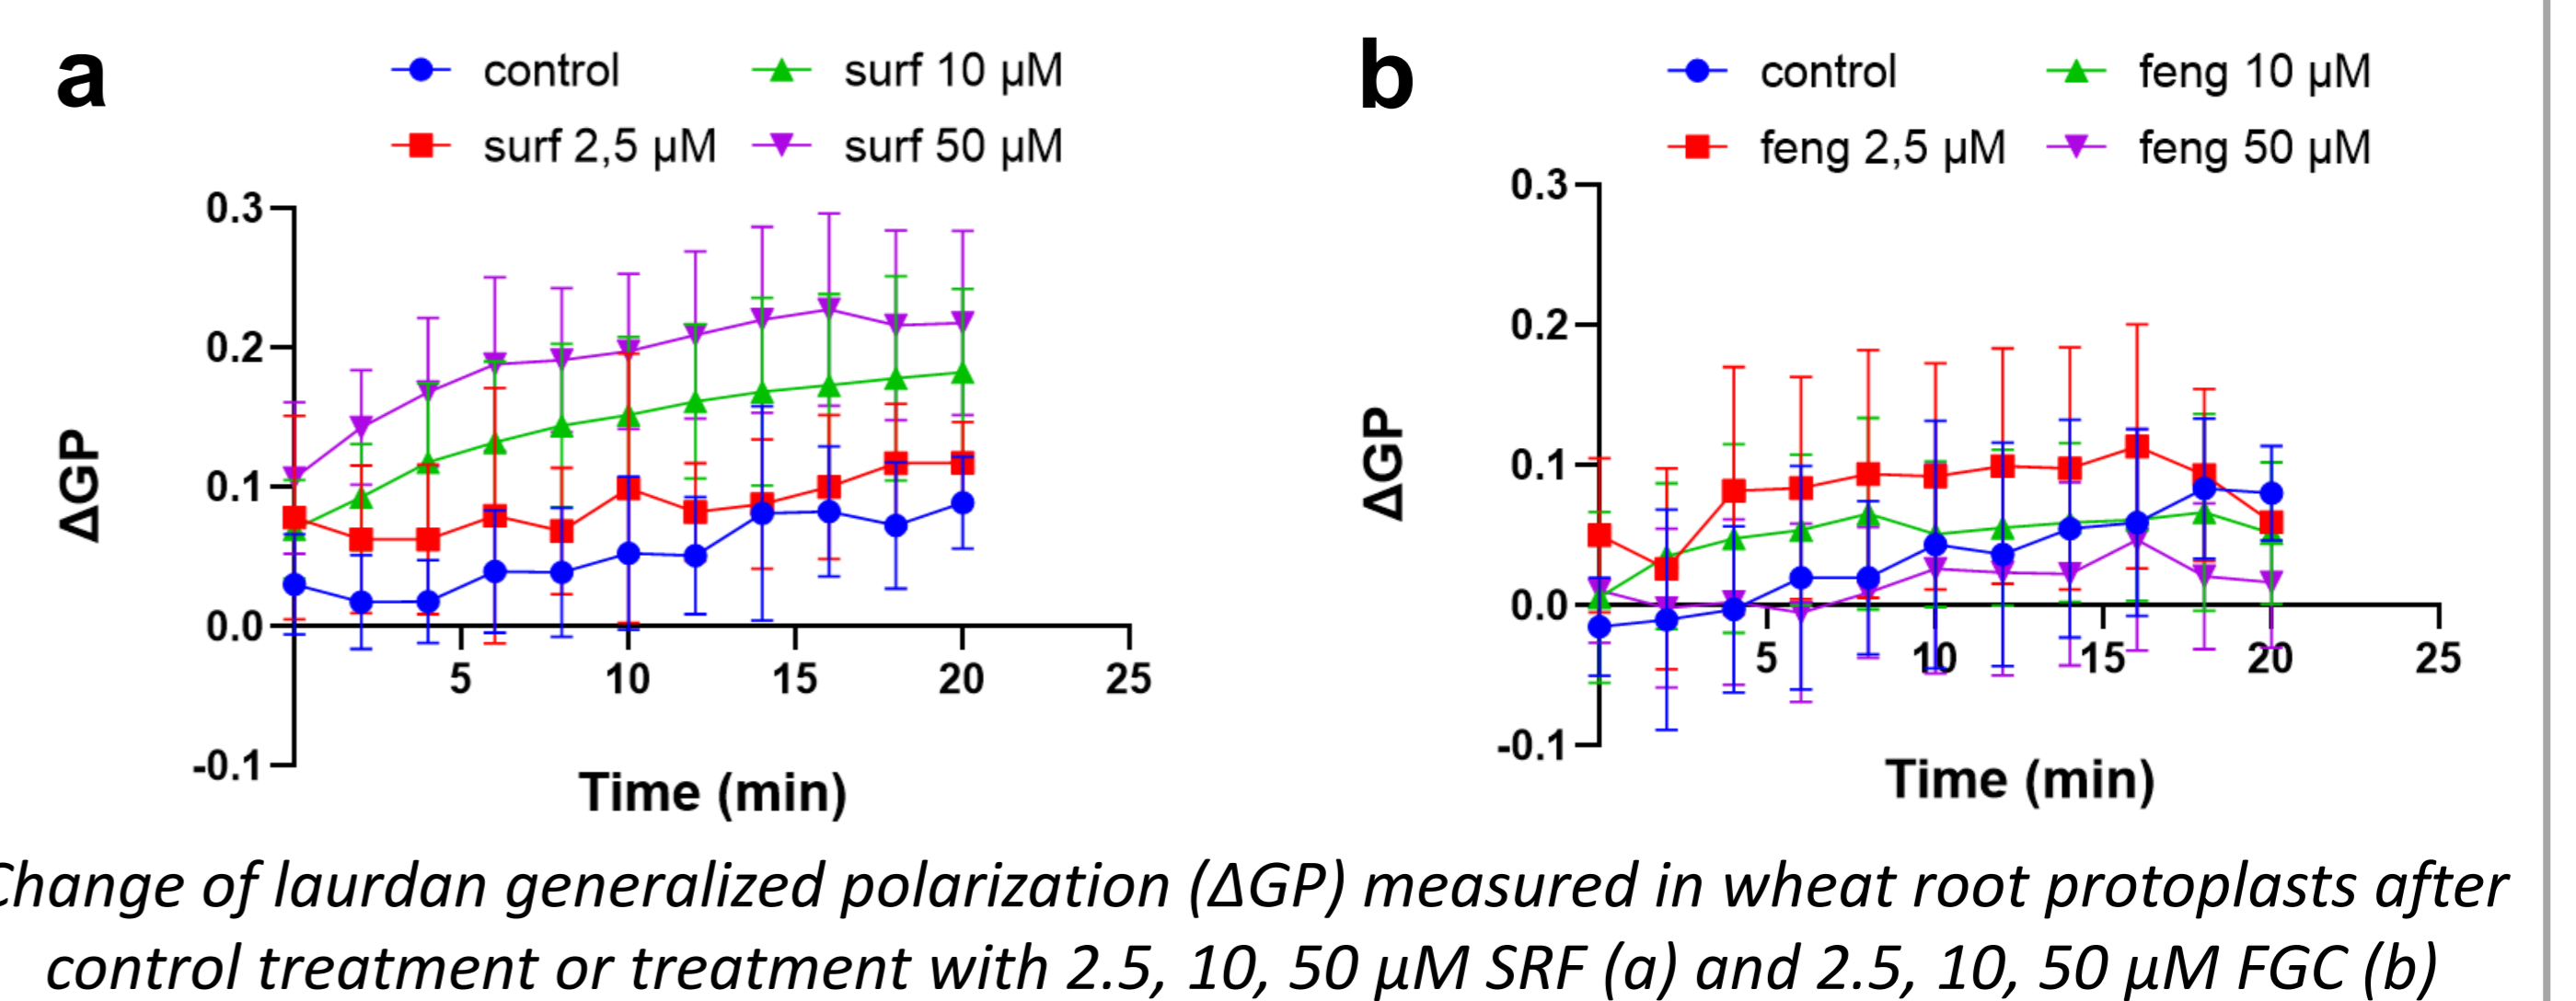 a
control
surf 10 µM
surf 2,5 µM
surf 50 µM
0.3
0.2
0.1
0.0
-0.1
5
10
15
20
25
ΔGP
Time (min)
b
control
feng 10 µM
feng 2,5 µM
feng 50 µM
0.3
0.2
0.1
0.0
-0.1
5
10
15
20
25
ΔGP
Time (min)
Change of laurdan generalized polarization (ΔGP) measured in wheat root protoplasts after
control treatment or treatment with 2.5, 10, 50 µM SRF (a) and 2.5, 10, 50 µM FGC (b)